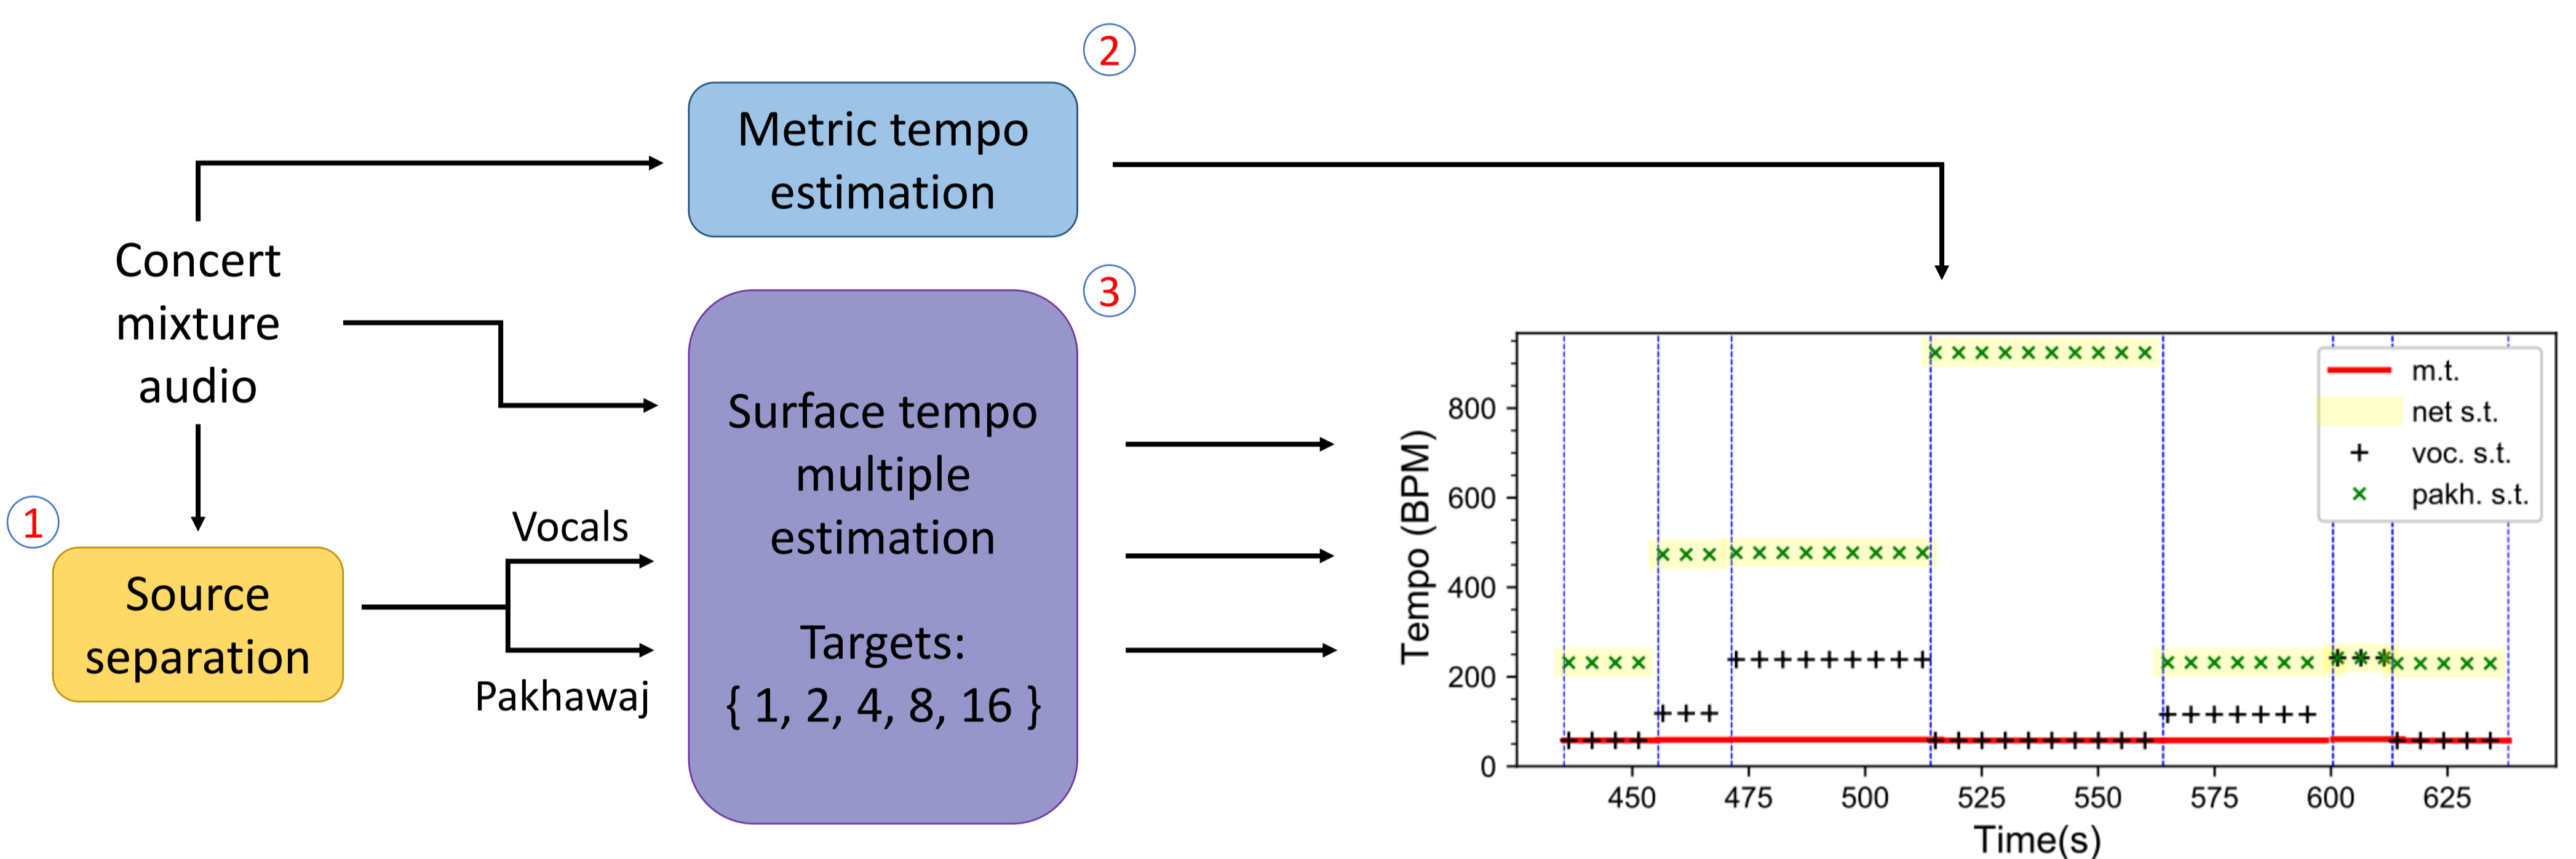 2
Metric tempo
estimation
Concert
mixture
audio
3
Surface tempo
multiple
estimation
Targets:
{ 1, 2, 4, 8, 16 }
1
Source
separation
Vocals
Pakhawaj
Tempo (BPM)
800
600
400
200
0
m.t.
net s.t.
voc. s.t.
pakh. s.t.
450 475 500 525 550 575 600 625
Time(s)